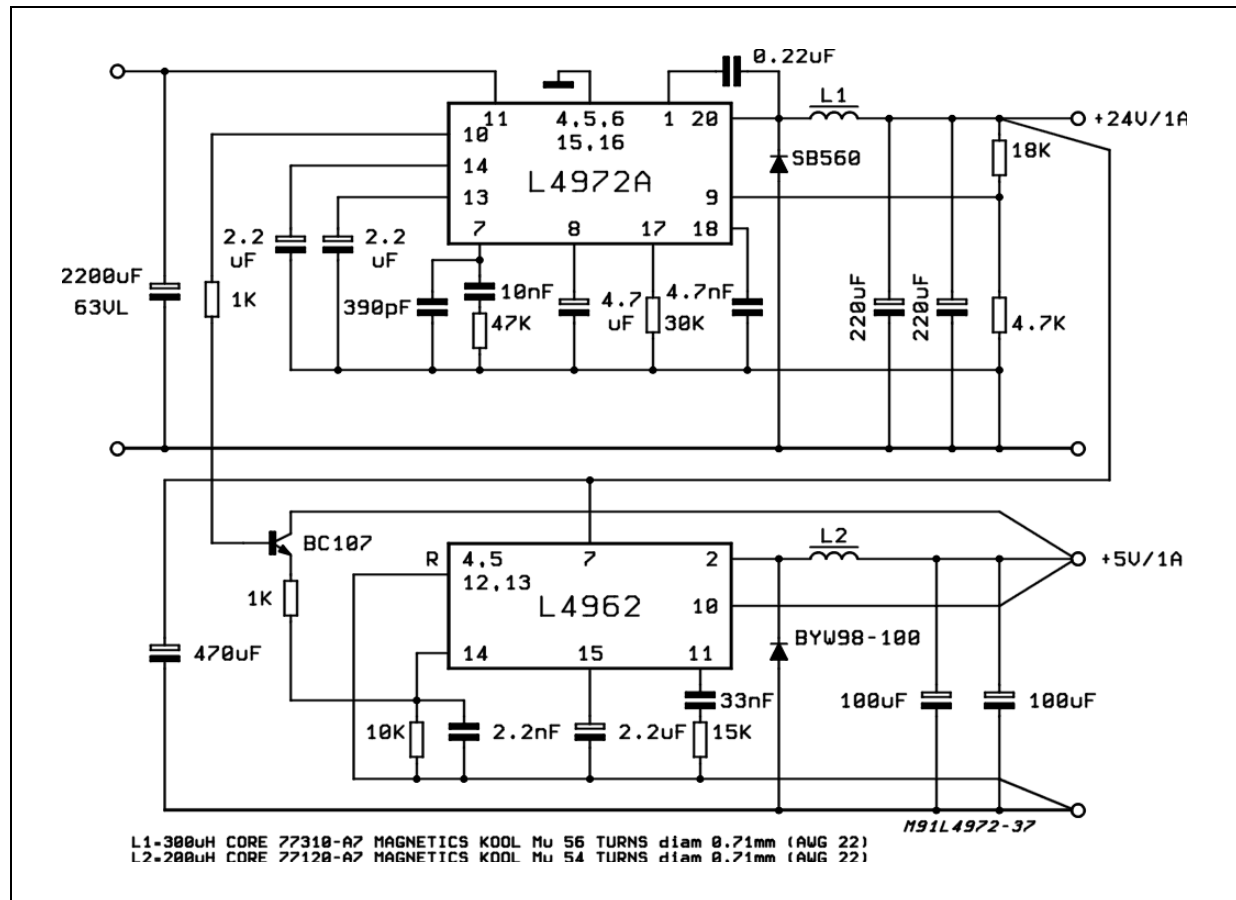 0.22uF
L1
+24V/1A
11
4,5,6
15,16
1
20
10
14
13
L4972A
9
7
8
17
18
SB560
18K
2.2
uF
2.2
uF
2200uF
63VL
1K
390pF
10nF
47K
4.7
uF
30K
4.7nF
220uF
220uF
4.7K
BC107
R
4,5
12,13
7
2
L4962
10
14
15
11
L2
+5V/1A
1K
470uF
BYW98-100
10K
2.2nF
2.2uF
33nF
15K
100uF
100uF
M91L4972-37
L1=300uH CORE 77310-A7 MAGNETICS KOOL Mu 56 TURNS diam 0.71mm (AWG 22)
L2=200uH CORE 77120-A7 MAGNETICS KOOL Mu 54 TURNS diam 0.71mm (AWG 22)